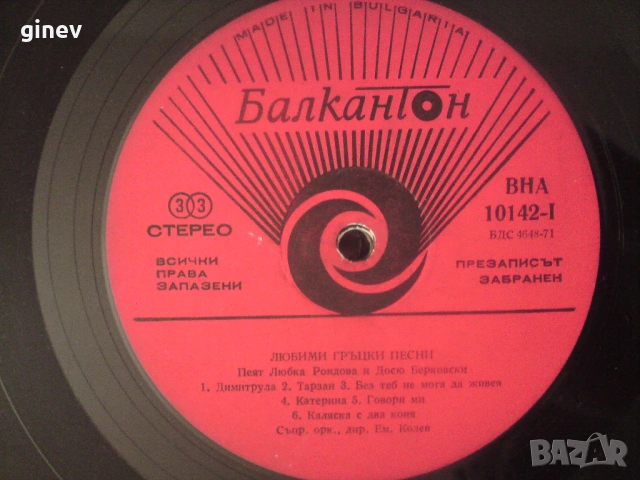 ginev
MADE IN BULGARIA
Балкантон
33
СТЕРЕО
ВНА
10142-I
БДС 4648-71
ВСИЧКИ
ПРАВА
ЗАПАЗЕНИ
ПРЕЗАПИСЪТ
ЗАБРАНЕН
ЛЮБИМИ ГРЪЦКИ ПЕСНИ
Пеят Любка Рондова и Досю Берковски
1. Димитрула 2. Тарзан 3. Без теб не мога да живея
4. Катерина 5. Говори ми
6. Каляска с два коня
Съпр. орк., дир. Ем. Колев
BAZAR